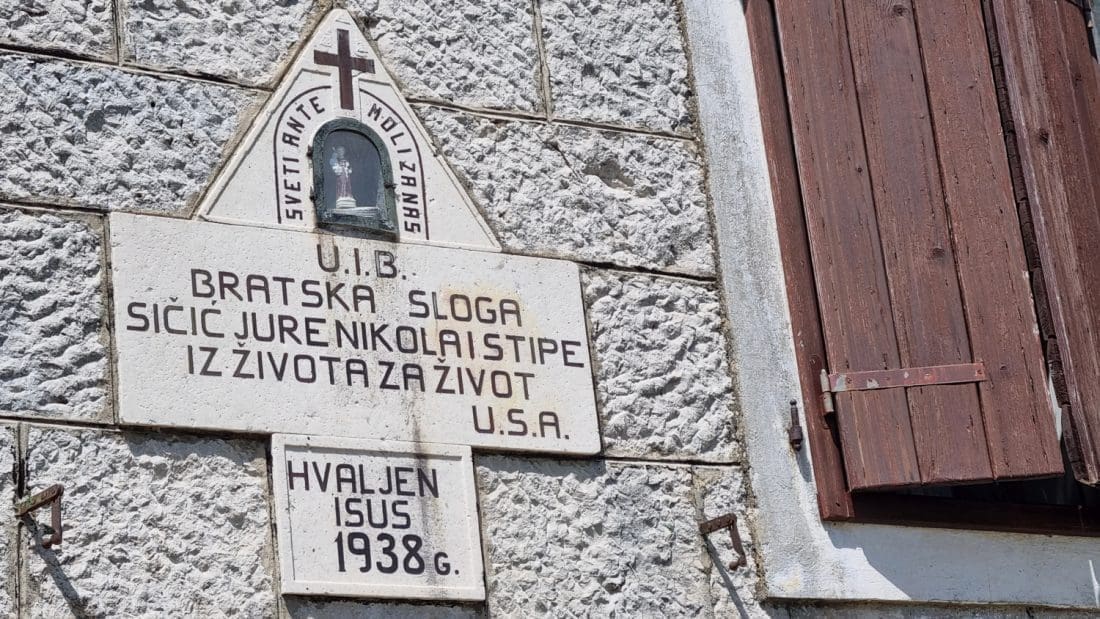 SVETI ANTE MOLI ZA NAS
U.I.B.
BRATSKA SLOGA
SIČIĆ JURE NIKOLA I STIPE
IZ ŽIVOTA ZA ŽIVOT
U.S.A.
HVALJEN
ISUS
1938 G.